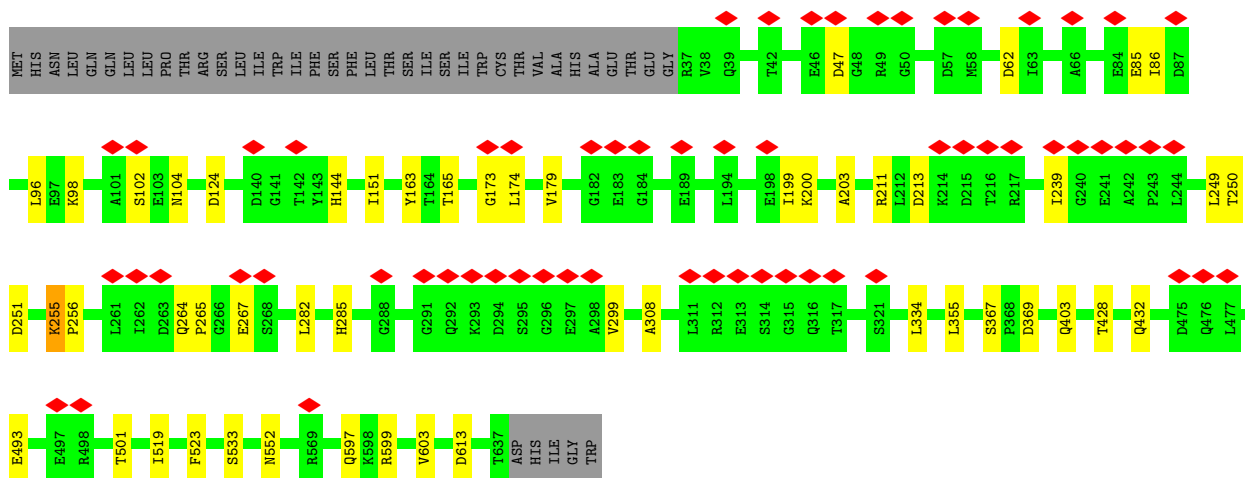 MET HIS ASN LEU GLN GLN LEU LEU PRO THR ARG SER LEU ILE TRP ILE PHE SER PHE LEU THR SER ILE SER ILE TRP CYS THR VAL ALA HIS ALA GLU THR GLU GLY R37 V38 Q39 T42 E46 D47 G48 R49 G50 D57 M58 D62 I63 A66 E84 E85 I86 D87
L96 E97 K98 A101 S102 E103 N104 D124 D140 G141 T142 Y143 H144 I151 Y163 T164 T165 G173 L174 V179 G182 E183 G184 E189 L194 E198 I199 K200 A203 R211 L212 D213 K214 D215 T216 R217 I239 G240 E241 A242 P243 L244 L249 T250
D251 K255 P256 L261 I262 D263 Q264 P265 G266 E267 S268 L282 H285 G288 G291 Q292 K293 D294 S295 G296 E297 A298 V299 A308 L311 R312 E313 S314 G315 Q316 T317 S321 L334 L355 S367 P368 D369 Q403 T428 Q432 D475 Q476 L477
E493 E497 R498 T501 I519 F523 S533 N552 R569 Q597 K598 R599 V603 D613 T637 ASP HIS ILE GLY TRP